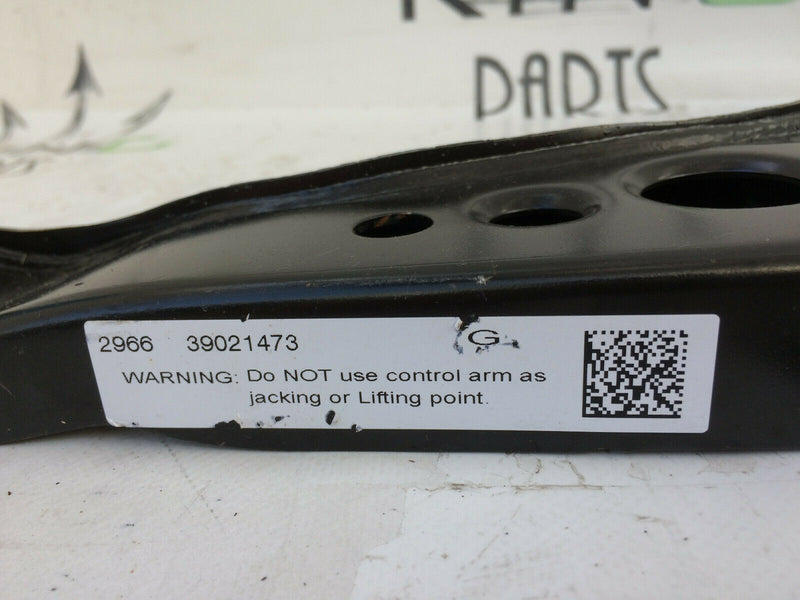 PARTS
2966 39021473 G
WARNING: Do NOT use control arm as
jacking or Lifting point.